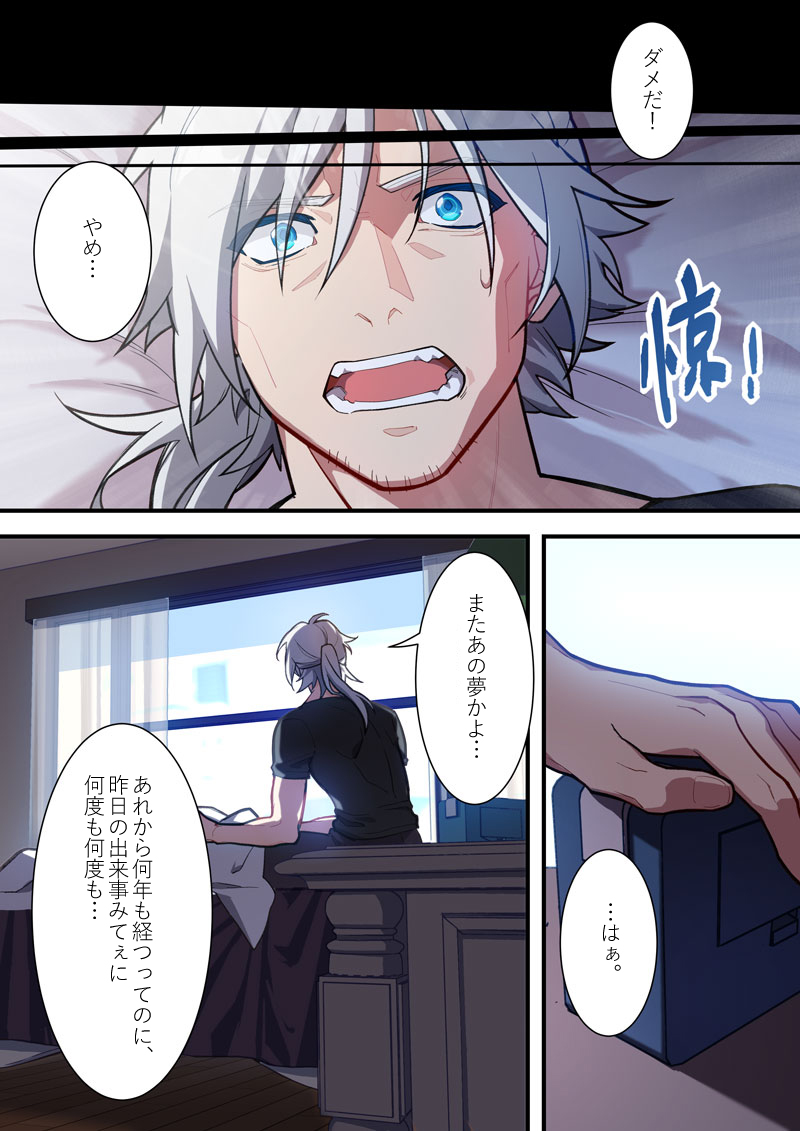 ダメだ！
やめ…
惊！
…はぁ。
またあの夢かよ…
あれから何年も経つってのに、
昨日の出来事みてぇに
何度も何度も…